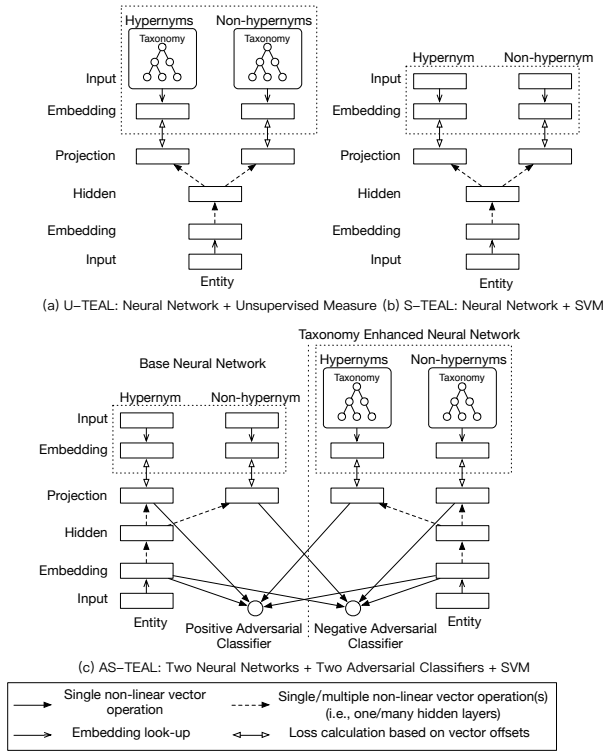 Hypernyms Non-hypernyms
Taxonomy Taxonomy
Hypernym Non-hypernym
Input Input
Embedding Embedding
Projection Projection
Hidden Hidden
Embedding Embedding
Input Input
Entity Entity
(a) U-TEAL: Neural Network + Unsupervised Measure (b) S-TEAL: Neural Network + SVM
Taxonomy Enhanced Neural Network
Base Neural Network
Hypernyms Non-hypernyms
Taxonomy Taxonomy
Hypernym Non-hypernym
Input
Embedding
Projection
Hidden
Embedding
Input
Entity Entity
Positive Adversarial Negative Adversarial
Classifier Classifier
(c) AS-TEAL: Two Neural Networks + Two Adversarial Classifiers + SVM
Single non-linear vector Single/multiple non-linear vector operation(s)
operation (i.e., one/many hidden layers)
Embedding look-up Loss calculation based on vector offsets